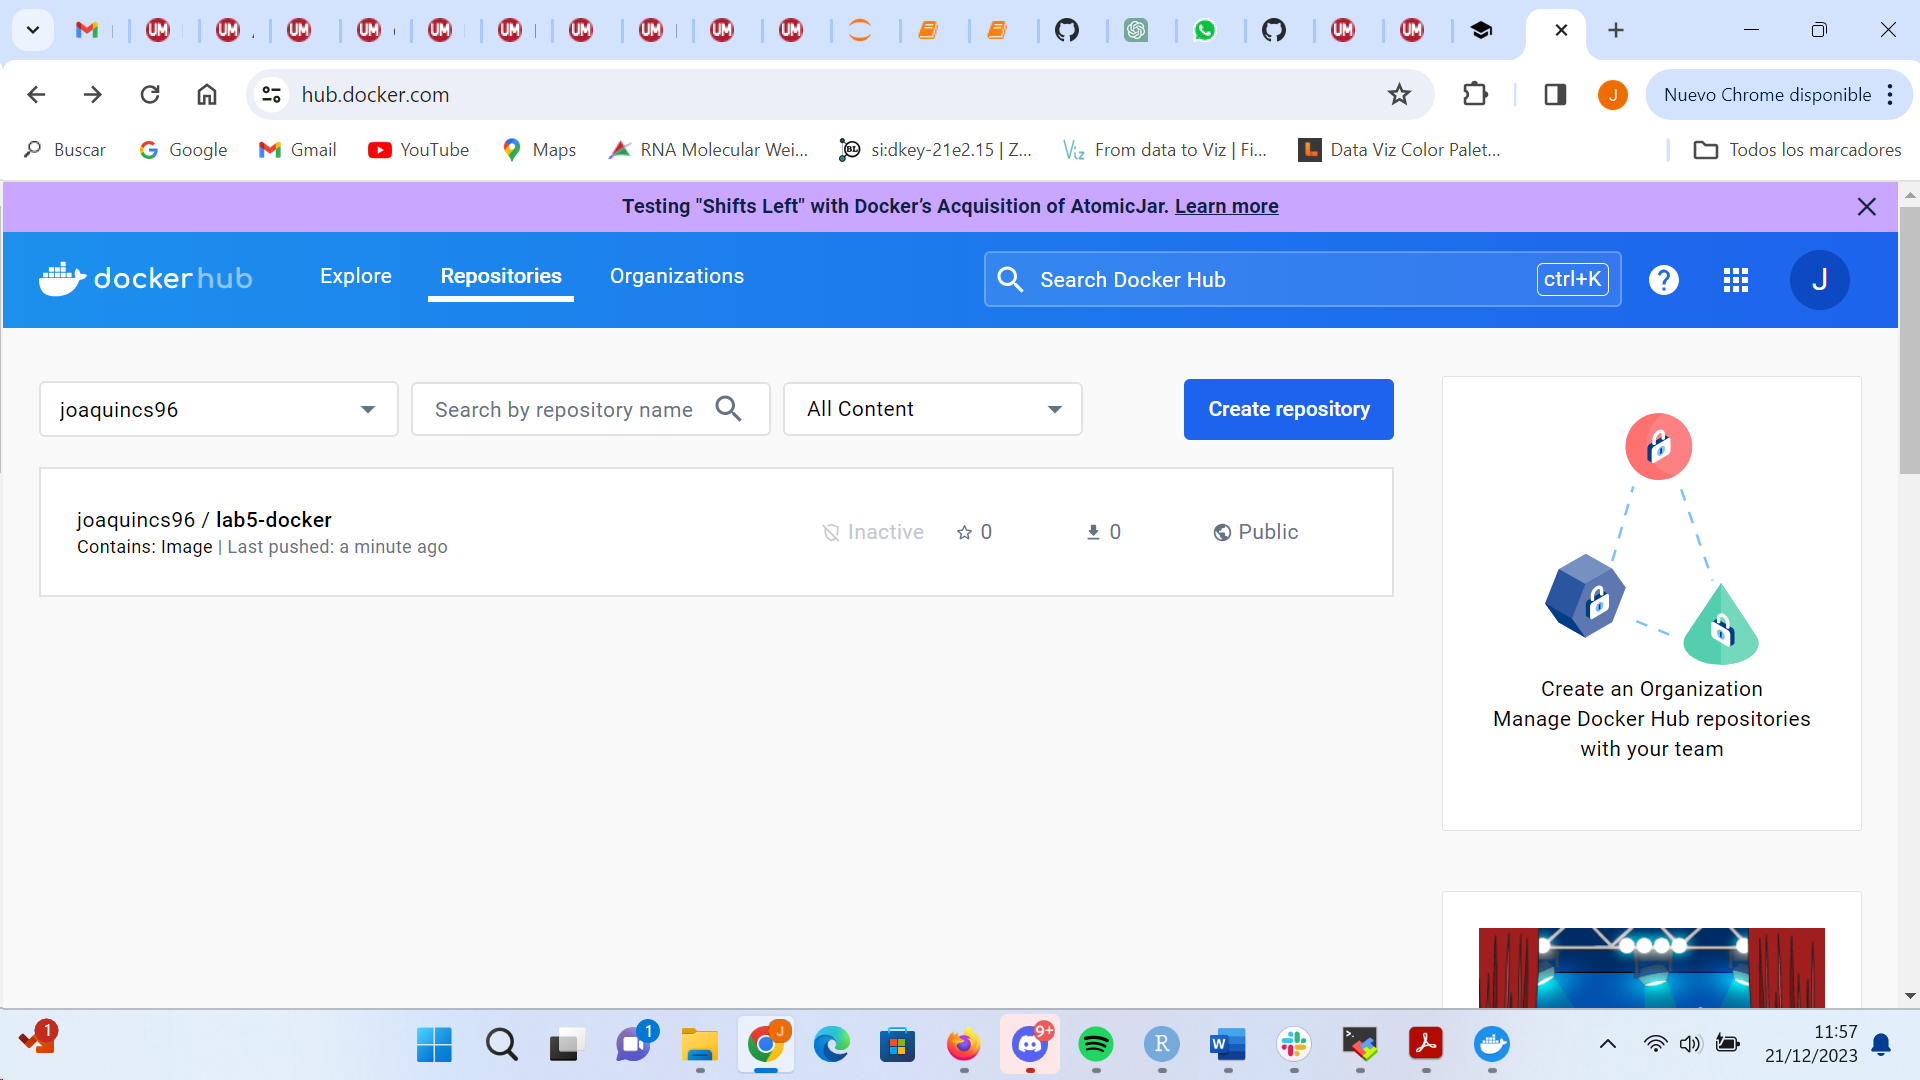 hub.docker.com
Nuevo Chrome disponible
Buscar
Google
Gmail
YouTube
Maps
RNA Molecular Wei...
si:dkey-21e2.15 | Z...
From data to Viz | Fi...
Data Viz Color Palet...
Todos los marcadores
Testing "Shifts Left" with Docker’s Acquisition of AtomicJar. Learn more
dockerhub
Explore
Repositories
Organizations
Search Docker Hub
ctrl+K
J
joaquincs96
Search by repository name
All Content
Create repository
joaquincs96 / lab5-docker
Inactive
0
0
Public
Contains: Image | Last pushed: a minute ago
Create an Organization
Manage Docker Hub repositories
with your team
1
1
J
9+
11:57
21/12/2023